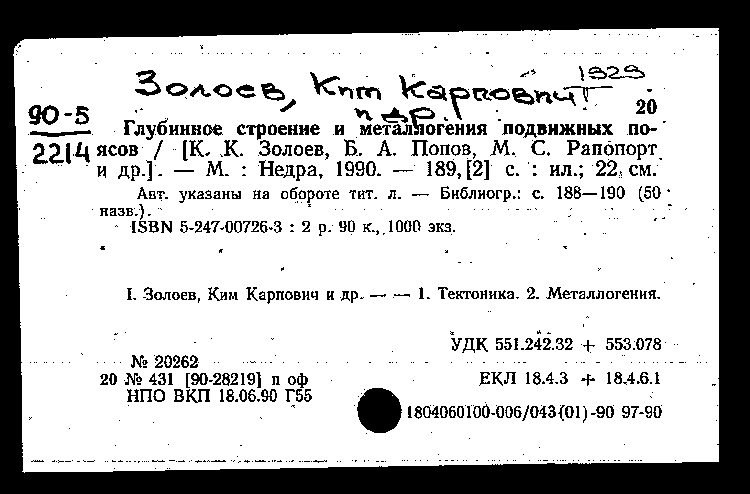 Золоев, Ким Карпович 1929
и др.
90-5
2214
20
Глубинное строение и металлогения подвижных по-
ясов / [К. К. Золоев, Б. А. Попов, М. С. Рапопорт
и др.]. — М. : Недра, 1990. — 189,[2] с. : ил.; 22 см.
Авт. указаны на обороте тит. л. — Библиогр.: с. 188—190 (50
назв.).
ISBN 5-247-00726-3 : 2 р. 90 к., 1000 экз.
I. Золоев, Ким Карпович и др. — — 1. Тектоника. 2. Металлогения.
УДК 551.242.32 + 553.078
№ 20262
20 № 431 [90-28219] п оф
ЕКЛ 18.4.3 + 18.4.6.1
НПО ВКП 18.06.90 Г55
1804060100-006/043(01)-90 97-90